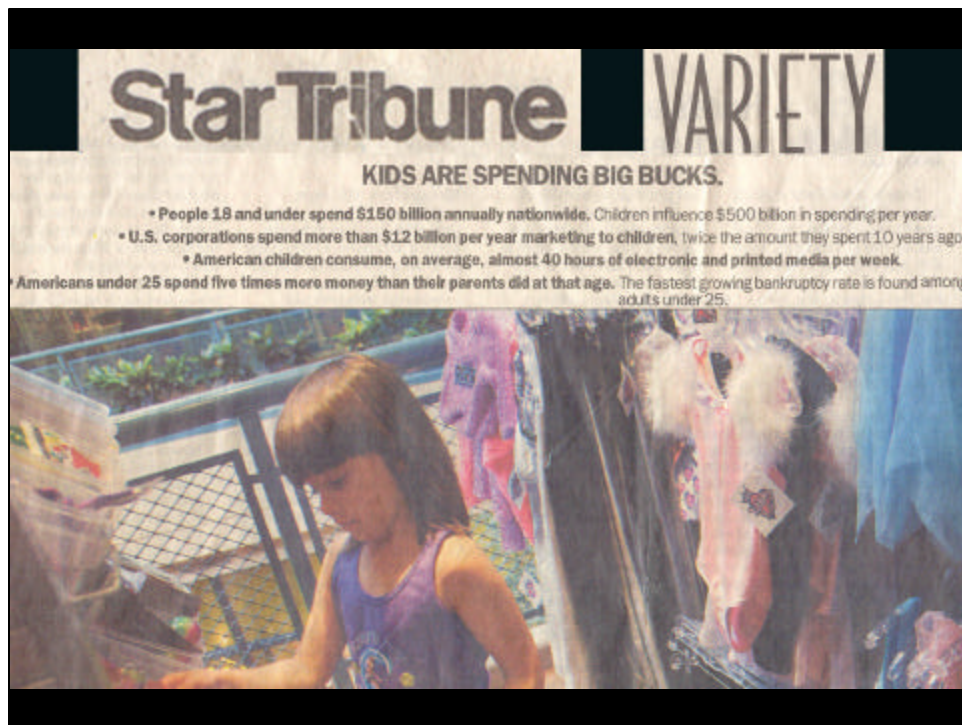 Star Tribune
VARIETY
KIDS ARE SPENDING BIG BUCKS.
• People 18 and under spend $150 billion annually nationwide. Children influence $500 billion in spending per year.
• U.S. corporations spend more than $12 billion per year marketing to children, twice the amount they spent 10 years ago
• American children consume, on average, almost 40 hours of electronic and printed media per week.
• Americans under 25 spend five times more money than their parents did at that age. The fastest growing bankruptcy rate is found among
adults under 25.